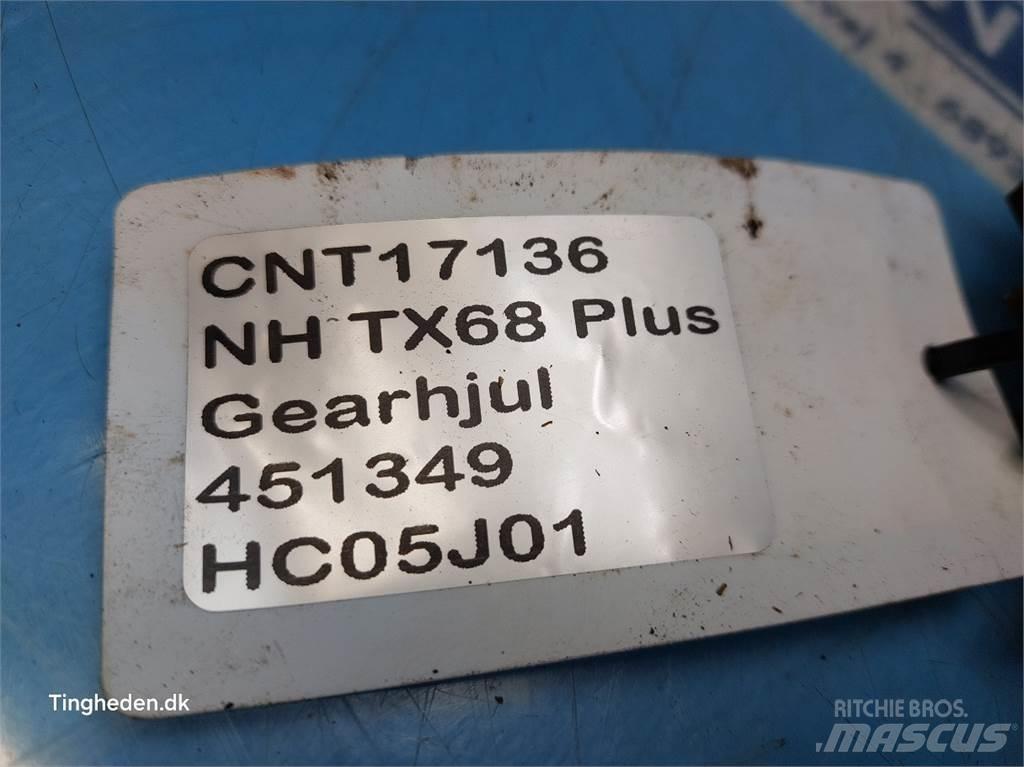 CNT17136
NH TX68 Plus
Gearhjul
451349
HC05J01
Tingheden.dk
RITCHIE BROS.
MASCUS